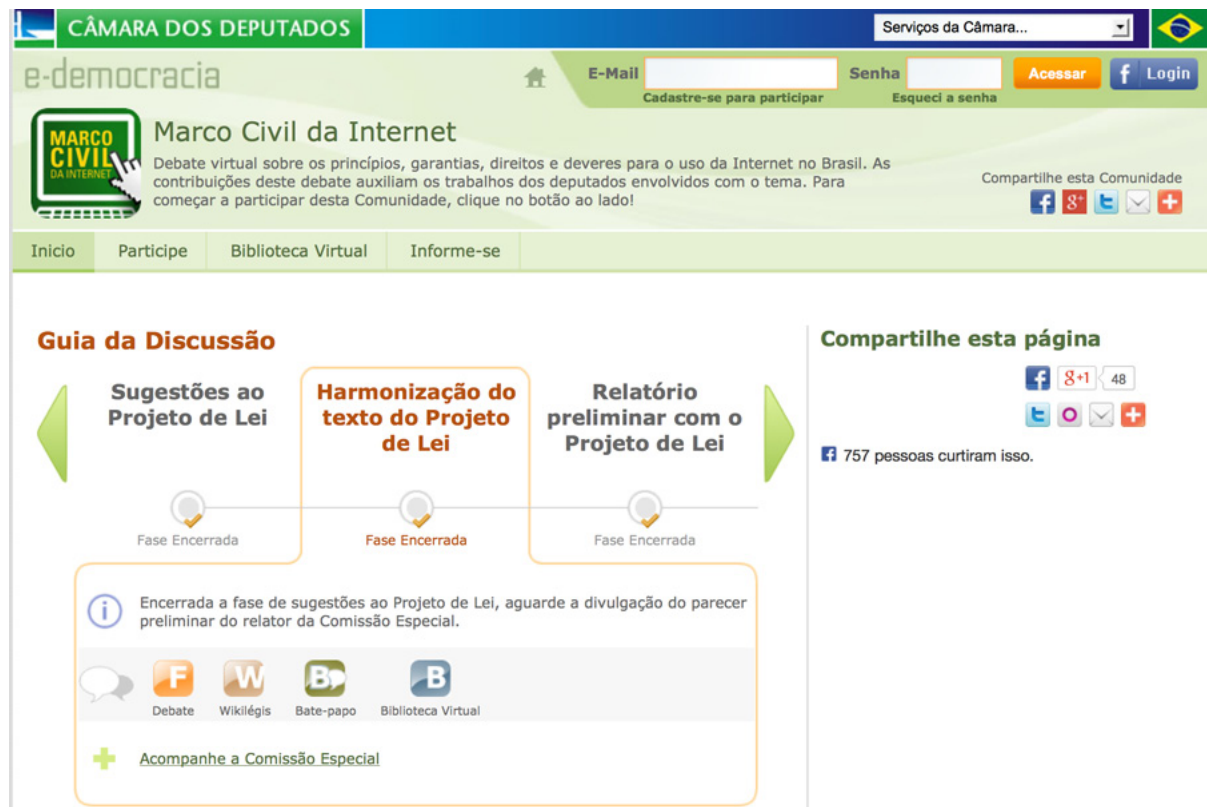 CÂMARA DOS DEPUTADOS
Serviços da Câmara...
e-democracia
E-Mail
Senha
Acessar
f Login
Cadastre-se para participar
Esqueci a senha
MARCO
CIVIL
DA INTERNET
Marco Civil da Internet
Debate virtual sobre os princípios, garantias, direitos e deveres para o uso da Internet no Brasil. As
contribuições deste debate auxiliam os trabalhos dos deputados envolvidos com o tema. Para
começar a participar desta Comunidade, clique no botão ao lado!
Compartilhe esta Comunidade
Inicio
Participe
Biblioteca Virtual
Informe-se
Guia da Discussão
Sugestões ao
Projeto de Lei
Fase Encerrada
Harmonização do
texto do Projeto
de Lei
Fase Encerrada
Relatório
preliminar com o
Projeto de Lei
Fase Encerrada
Encerrada a fase de sugestões ao Projeto de Lei, aguarde a divulgação do parecer
preliminar do relator da Comissão Especial.
F
W
B
B
Debate
Wikilégis
Bate-papo
Biblioteca Virtual
Acompanhe a Comissão Especial
Compartilhe esta página
g+1
48
757 pessoas curtiram isso.